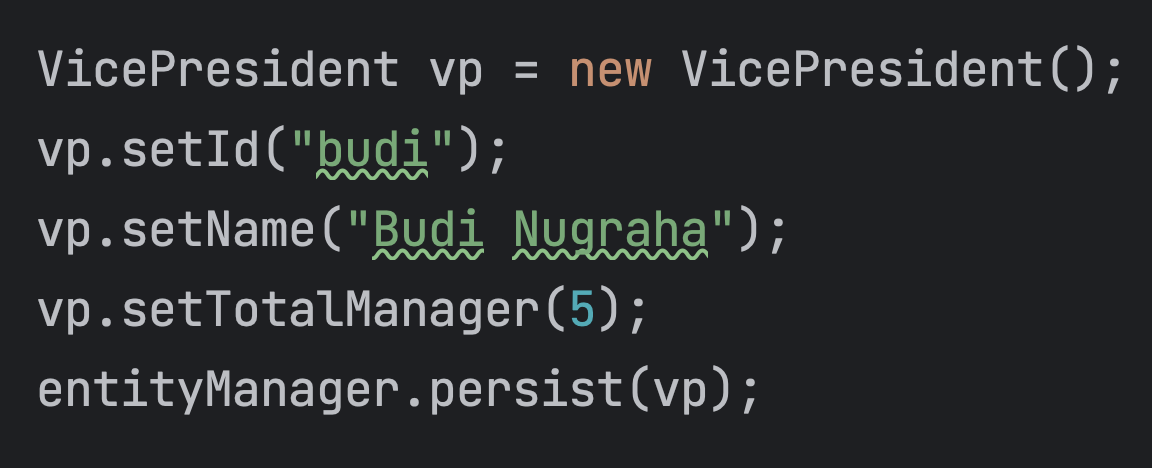 VicePresident vp = new VicePresident();
vp.setId("budi");
vp.setName("Budi Nugraha");
vp.setTotalManager(5);
entityManager.persist(vp);